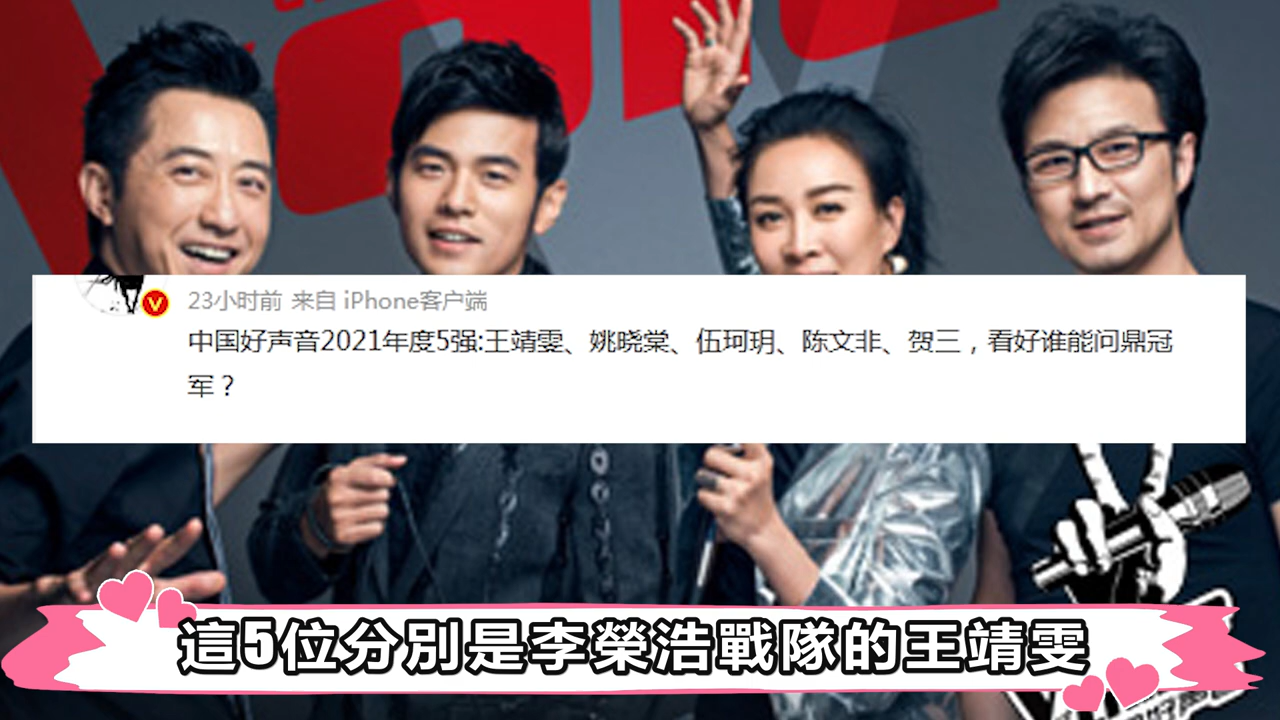 23小时前 来自 iPhone客户端
中国好声音2021年度5强:王靖雯、姚晓棠、伍珂玥、陈文非、贺三，看好谁能问鼎冠
军？
這5位分別是李榮浩戰隊的王靖雯